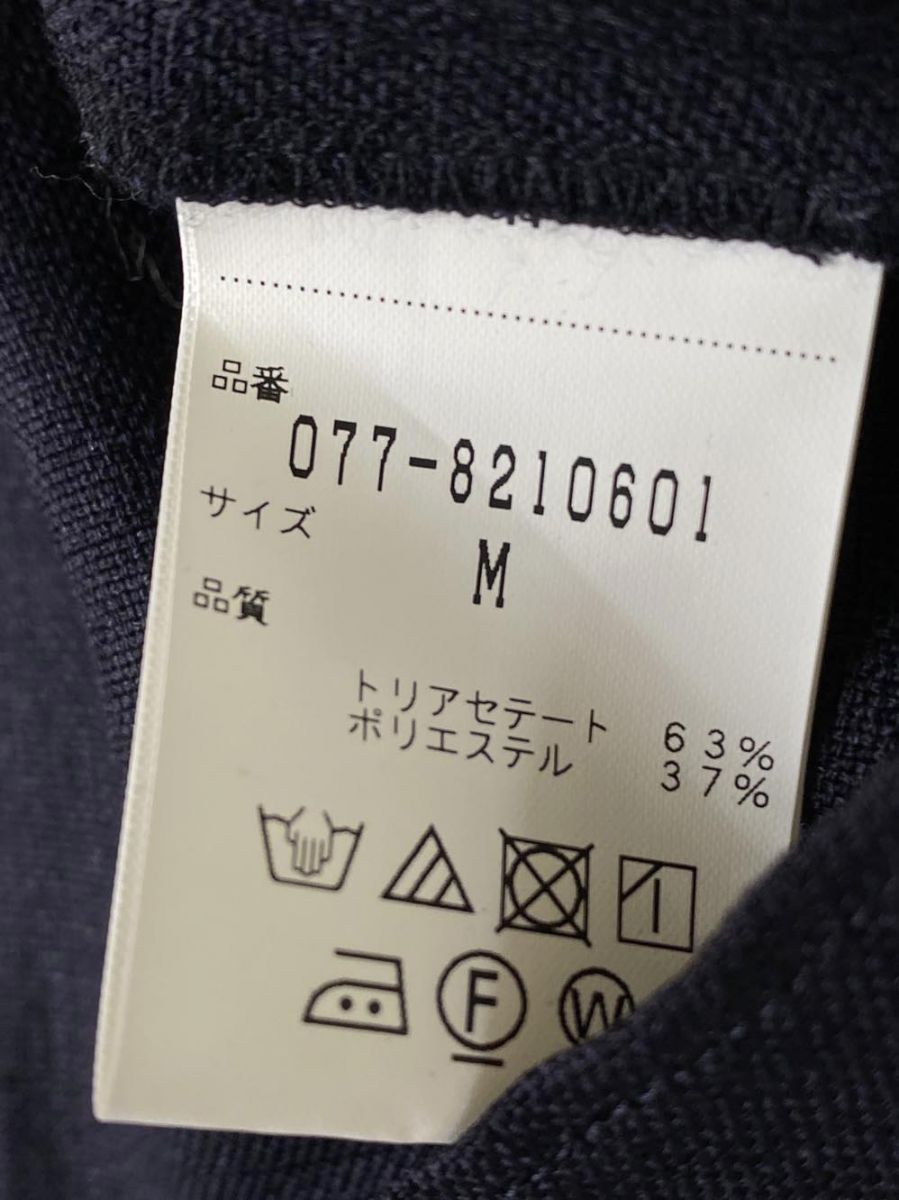 品番
077-8210601
サイズ
M
品質
トリアセテート 63%
ポリエステル 37%
F
W